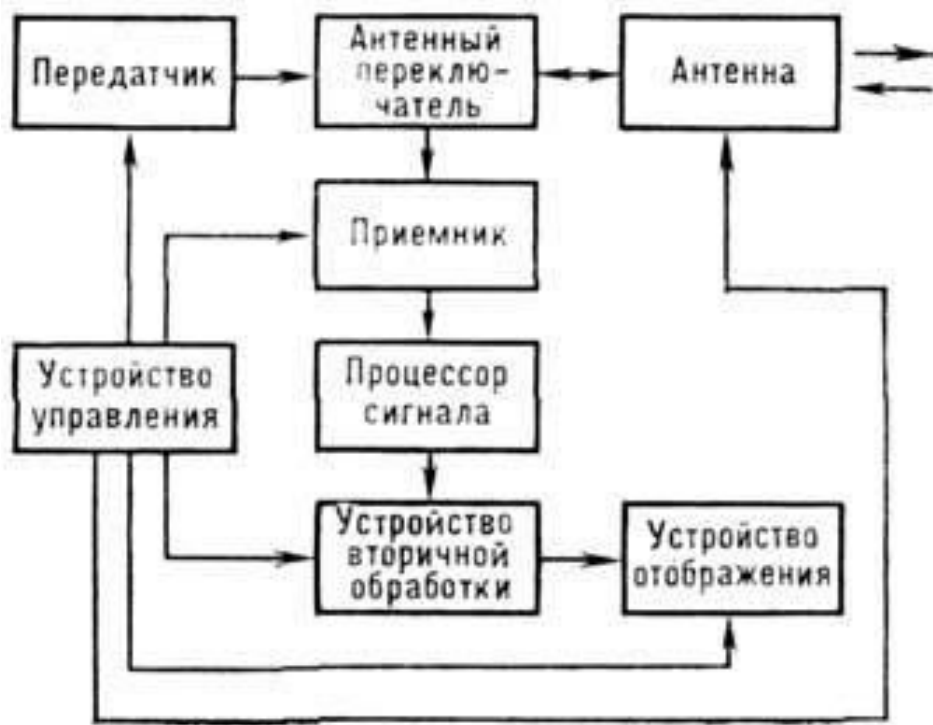 Передатчик
Антенный
переклю-
чатель
Антенна
Приемник
Устройство
управления
Процессор
сигнала
Устройство
вторичной
обработки
Устройство
отображения